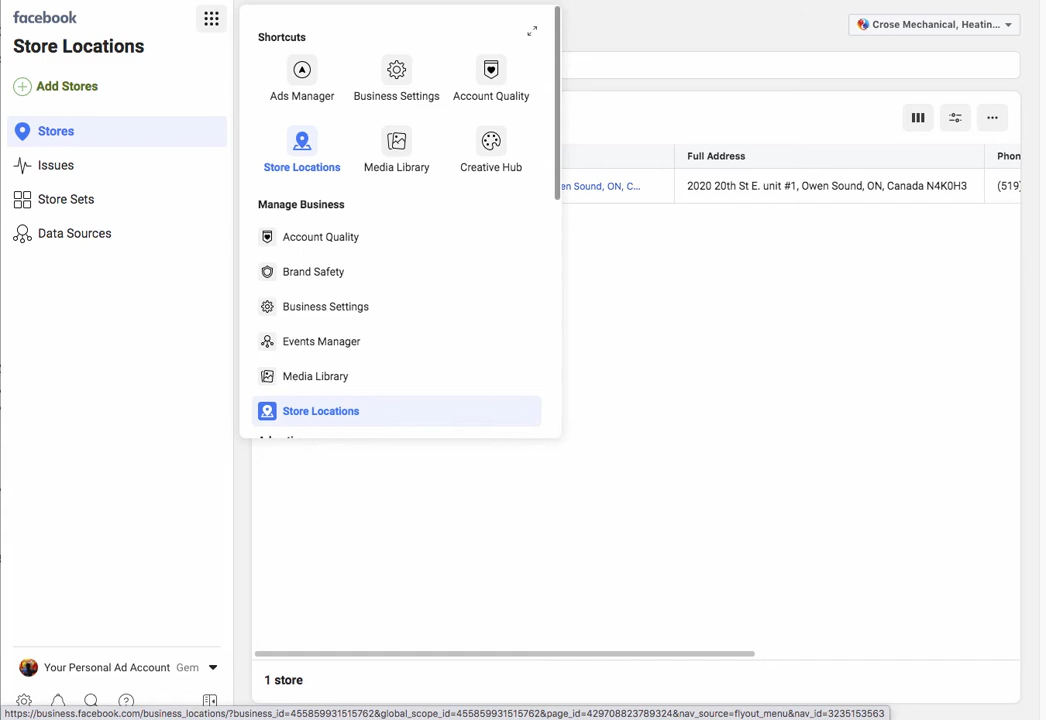 facebook
Store Locations
Add Stores
Stores
Issues
Store Sets
Data Sources
Your Personal Ad Account Gem
Shortcuts
Ads Manager
Business Settings
Account Quality
Store Locations
Media Library
Creative Hub
Manage Business
Account Quality
Brand Safety
Business Settings
Events Manager
Media Library
Store Locations
Crose Mechanical, Heatin...
Full Address
Phon
en Sound, ON, C...
2020 20th St E. unit #1, Owen Sound, ON, Canada N4K0H3
(519)
1 store
https://business.facebook.com/business_locations/?business_id=455859931515762&global_scope_id=455859931515762&page_id=429708823789324&nav_source=flyout_menu&nav_id=3235153563